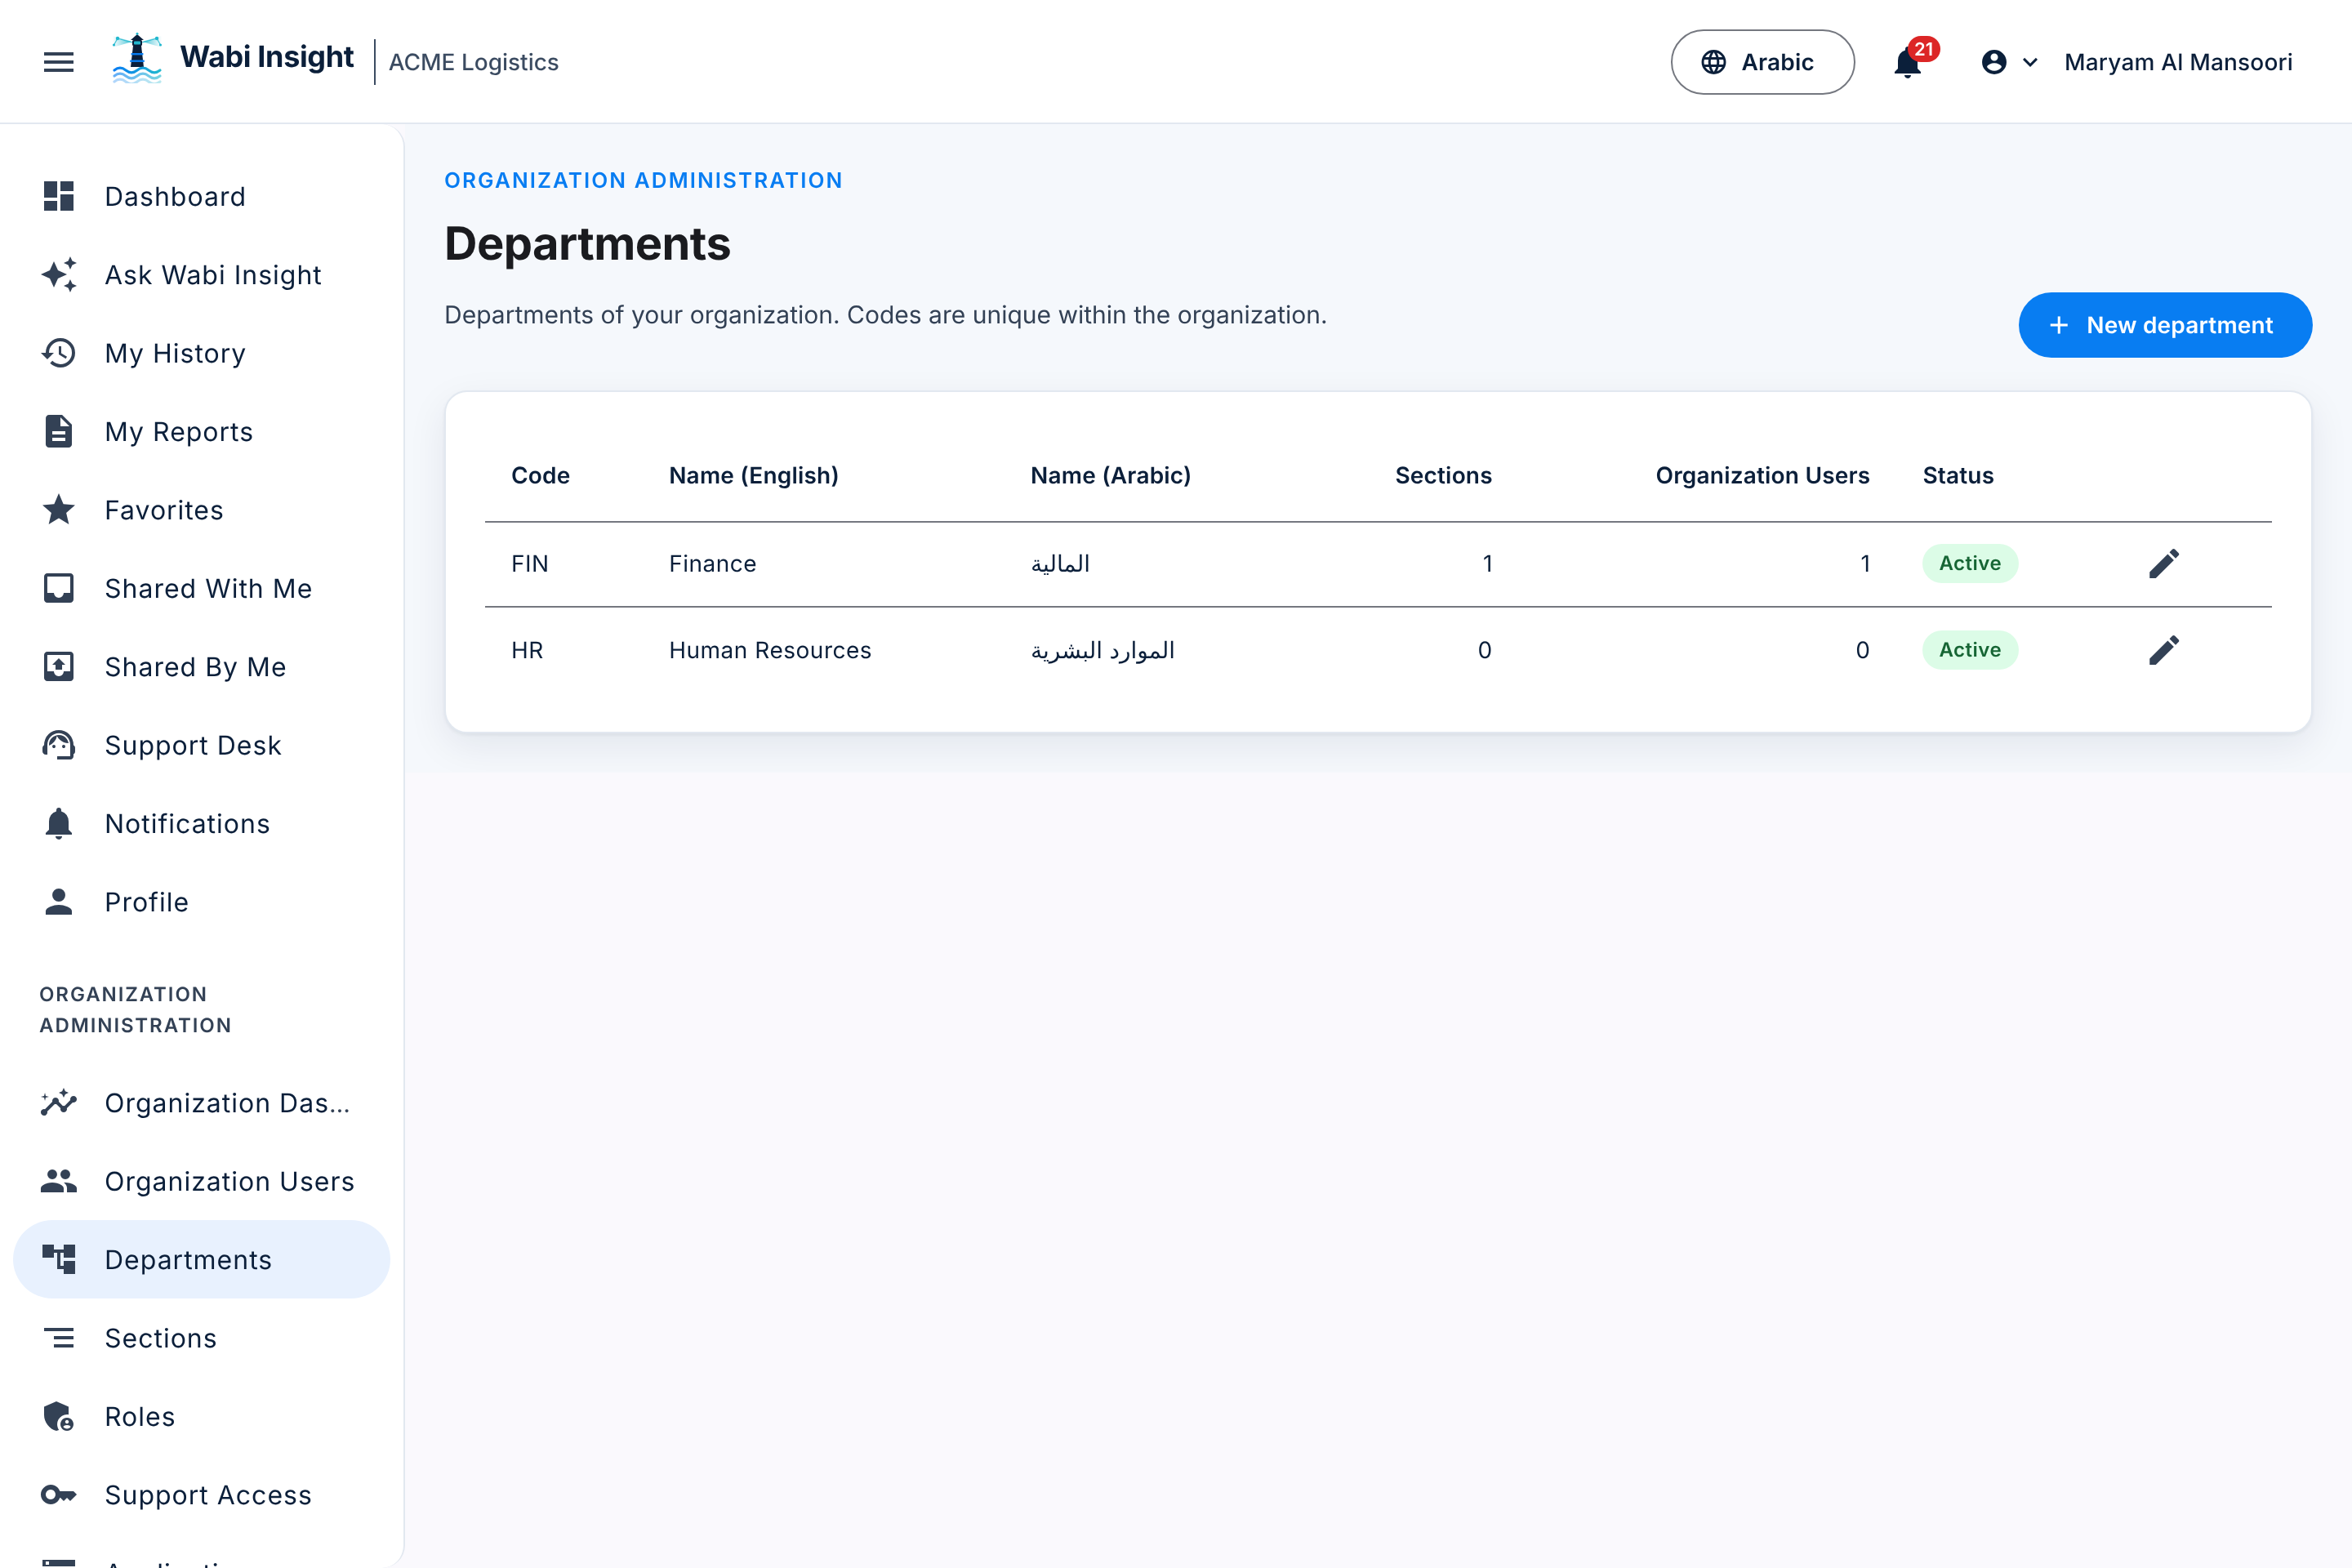 Wabi Insight
ACME Logistics
Arabic
21
Maryam Al Mansoori
Dashboard
Ask Wabi Insight
My History
My Reports
Favorites
Shared With Me
Shared By Me
Support Desk
Notifications
Profile
ORGANIZATION
ADMINISTRATION
Organization Das...
Organization Users
Departments
Sections
Roles
Support Access
ORGANIZATION ADMINISTRATION
Departments
Departments of your organization. Codes are unique within the organization.
+ New department
Code Name (English) Name (Arabic) Sections Organization Users Status
FIN Finance المالية 1 1 Active
HR Human Resources الموارد البشرية 0 0 Active